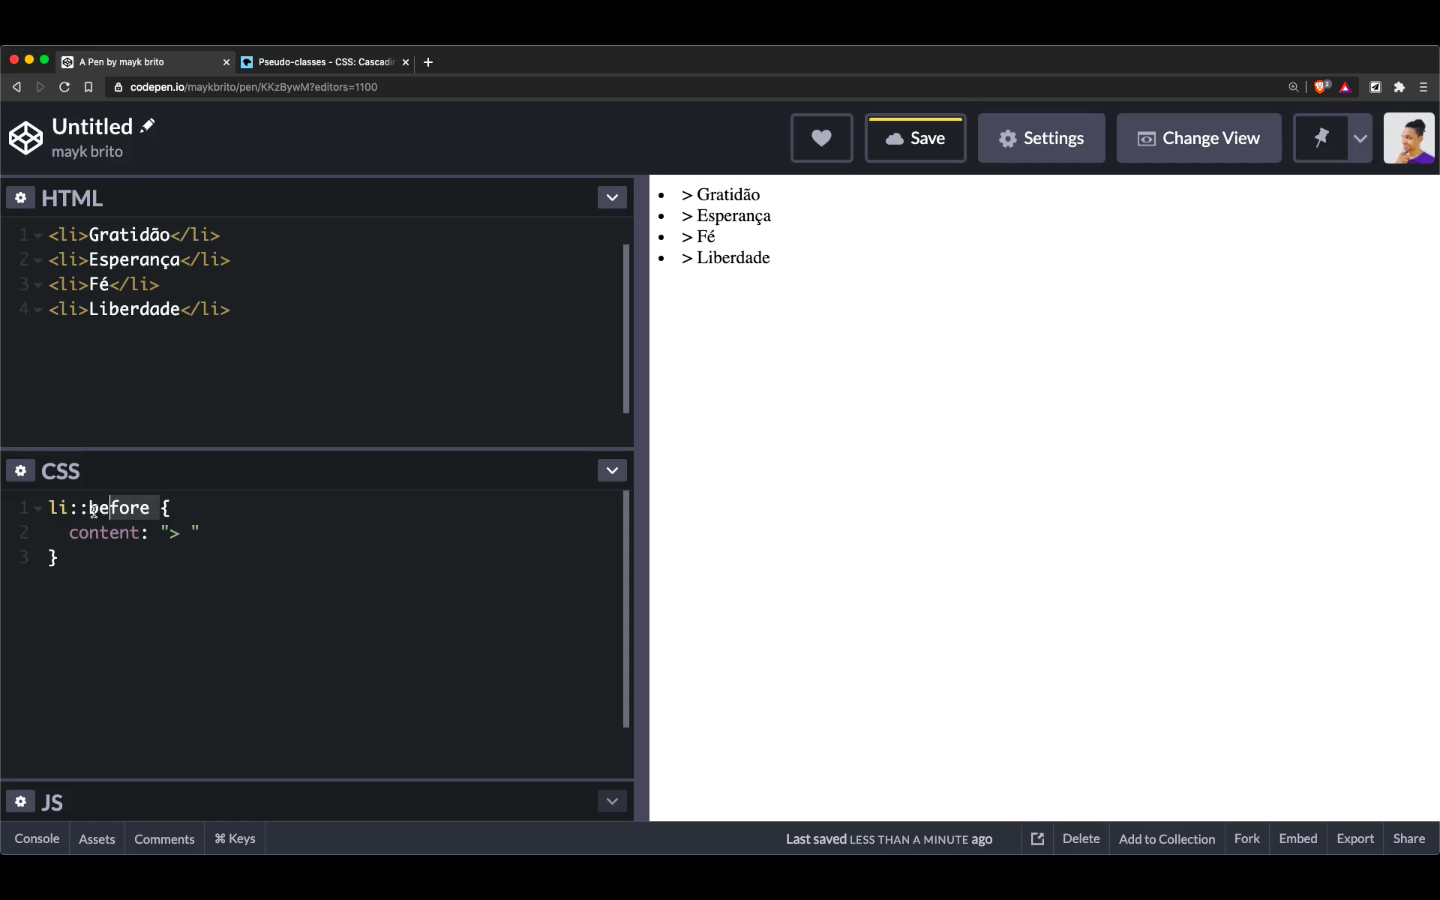 A Pen by mayk brito
Pseudo-classes - CSS: Cascadin
codepen.io/maykbrito/pen/KKzBywM?editors=1100
Untitled
mayk brito
Save
Settings
Change View
HTML
1 <li>Gratidão</li>
2 <li>Esperança</li>
3 <li>Fé</li>
4 <li>Liberdade</li>
CSS
1 li::before {
2 content: "> "
3 }
JS
• > Gratidão
• > Esperança
• > Fé
• > Liberdade
Console Assets Comments ⌘ Keys Last saved LESS THAN A MINUTE ago Delete Add to Collection Fork Embed Export Share